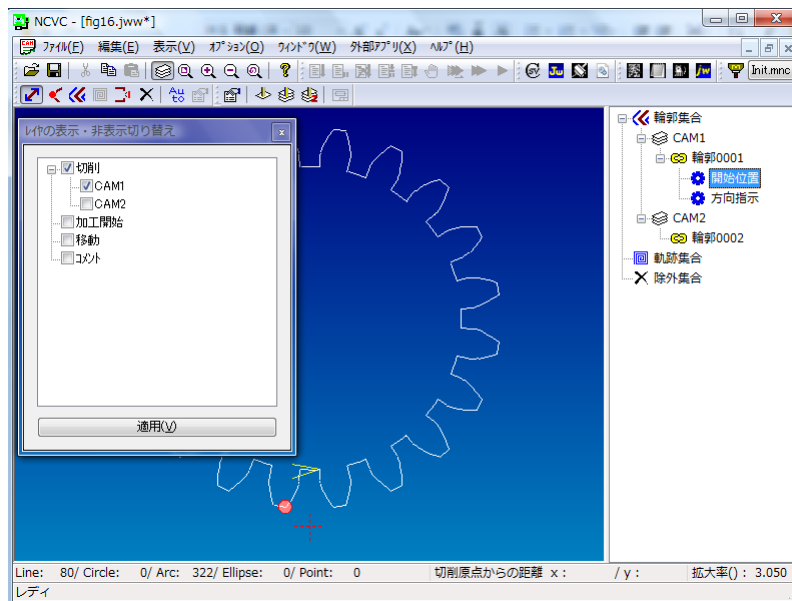 NCVC - [fig16.jww*]
ﾌｧｲﾙ(F) 編集(E) 表示(V) ｵﾌﾟｼｮﾝ(O) ｳｨﾝﾄﾞｳ(W) 外部ｱﾌﾟﾘ(X) ﾍﾙﾌﾟ(H)
Init.mnc
ﾚｲﾔの表示・非表示切り替え
切削
CAM1
CAM2
加工開始
移動
ｺﾒﾝﾄ
適用(V)
輪郭集合
CAM1
輪郭0001
開始位置
方向指示
CAM2
輪郭0002
軌跡集合
除外集合
Line: 80/ Circle: 0/ Arc: 322/ Ellipse: 0/ Point: 0 切削原点からの距離 x : / y : 拡大率() : 3.050
ﾚﾃﾞｨ